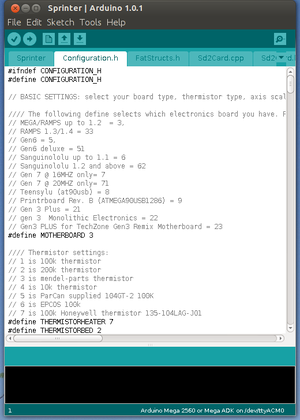 Sprinter | Arduino 1.0.1
File Edit Sketch Tools Help
Sprinter Configuration.h FatStructs.h Sd2Card.cpp
#ifndef CONFIGURATION_H
#define CONFIGURATION_H
// BASIC SETTINGS: select your board type, thermistor type, axis scal
//// The following define selects which electronics board you have.
// MEGA/RAMPS up to 1.2 = 3,
// RAMPS 1.3/1.4 = 33
// Gen6 = 5,
// Gen6 deluxe = 51
// Sanguinololu up to 1.1 = 6
// Sanguinololu 1.2 and above = 62
// Gen 7 @ 16MHZ only= 7
// Gen 7 @ 20MHZ only= 71
// Teensylu (at90usb) = 8
// Printrboard Rev. B (ATMEGA90USB1286) = 9
// Gen 3 Plus = 21
// gen 3 Monolithic Electronics = 22
// Gen3 PLUS for TechZone Gen3 Remix Motherboard = 23
#define MOTHERBOARD 3
//// Thermistor settings:
// 1 is 100k thermistor
// 2 is 200k thermistor
// 3 is mendel-parts thermistor
// 4 is 10k thermistor
// 5 is ParCan supplied 104GT-2 100K
// 6 is EPCOS 100k
// 7 is 100k Honeywell thermistor 135-104LAG-J01
#define THERMISTORHEATER 7
#define THERMISTORBED 2
1 Arduino Mega 2560 or Mega ADK on /dev/ttyACM0